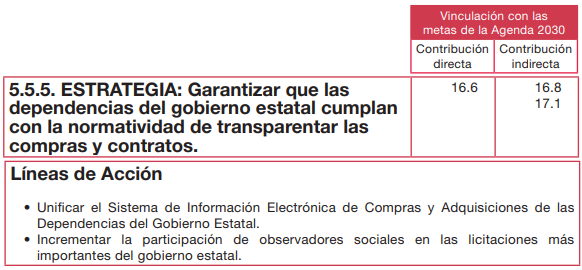 Vinculación con las
metas de la Agenda 2030
Contribución directa
Contribución indirecta
5.5.5. ESTRATEGIA: Garantizar que las
dependencias del gobierno estatal cumplan
con la normatividad de transparentar las
compras y contratos.
16.6
16.8
17.1
Líneas de Acción
• Unificar el Sistema de Información Electrónica de Compras y Adquisiciones de las
Dependencias del Gobierno Estatal.
• Incrementar la participación de observadores sociales en las licitaciones más
importantes del gobierno estatal.